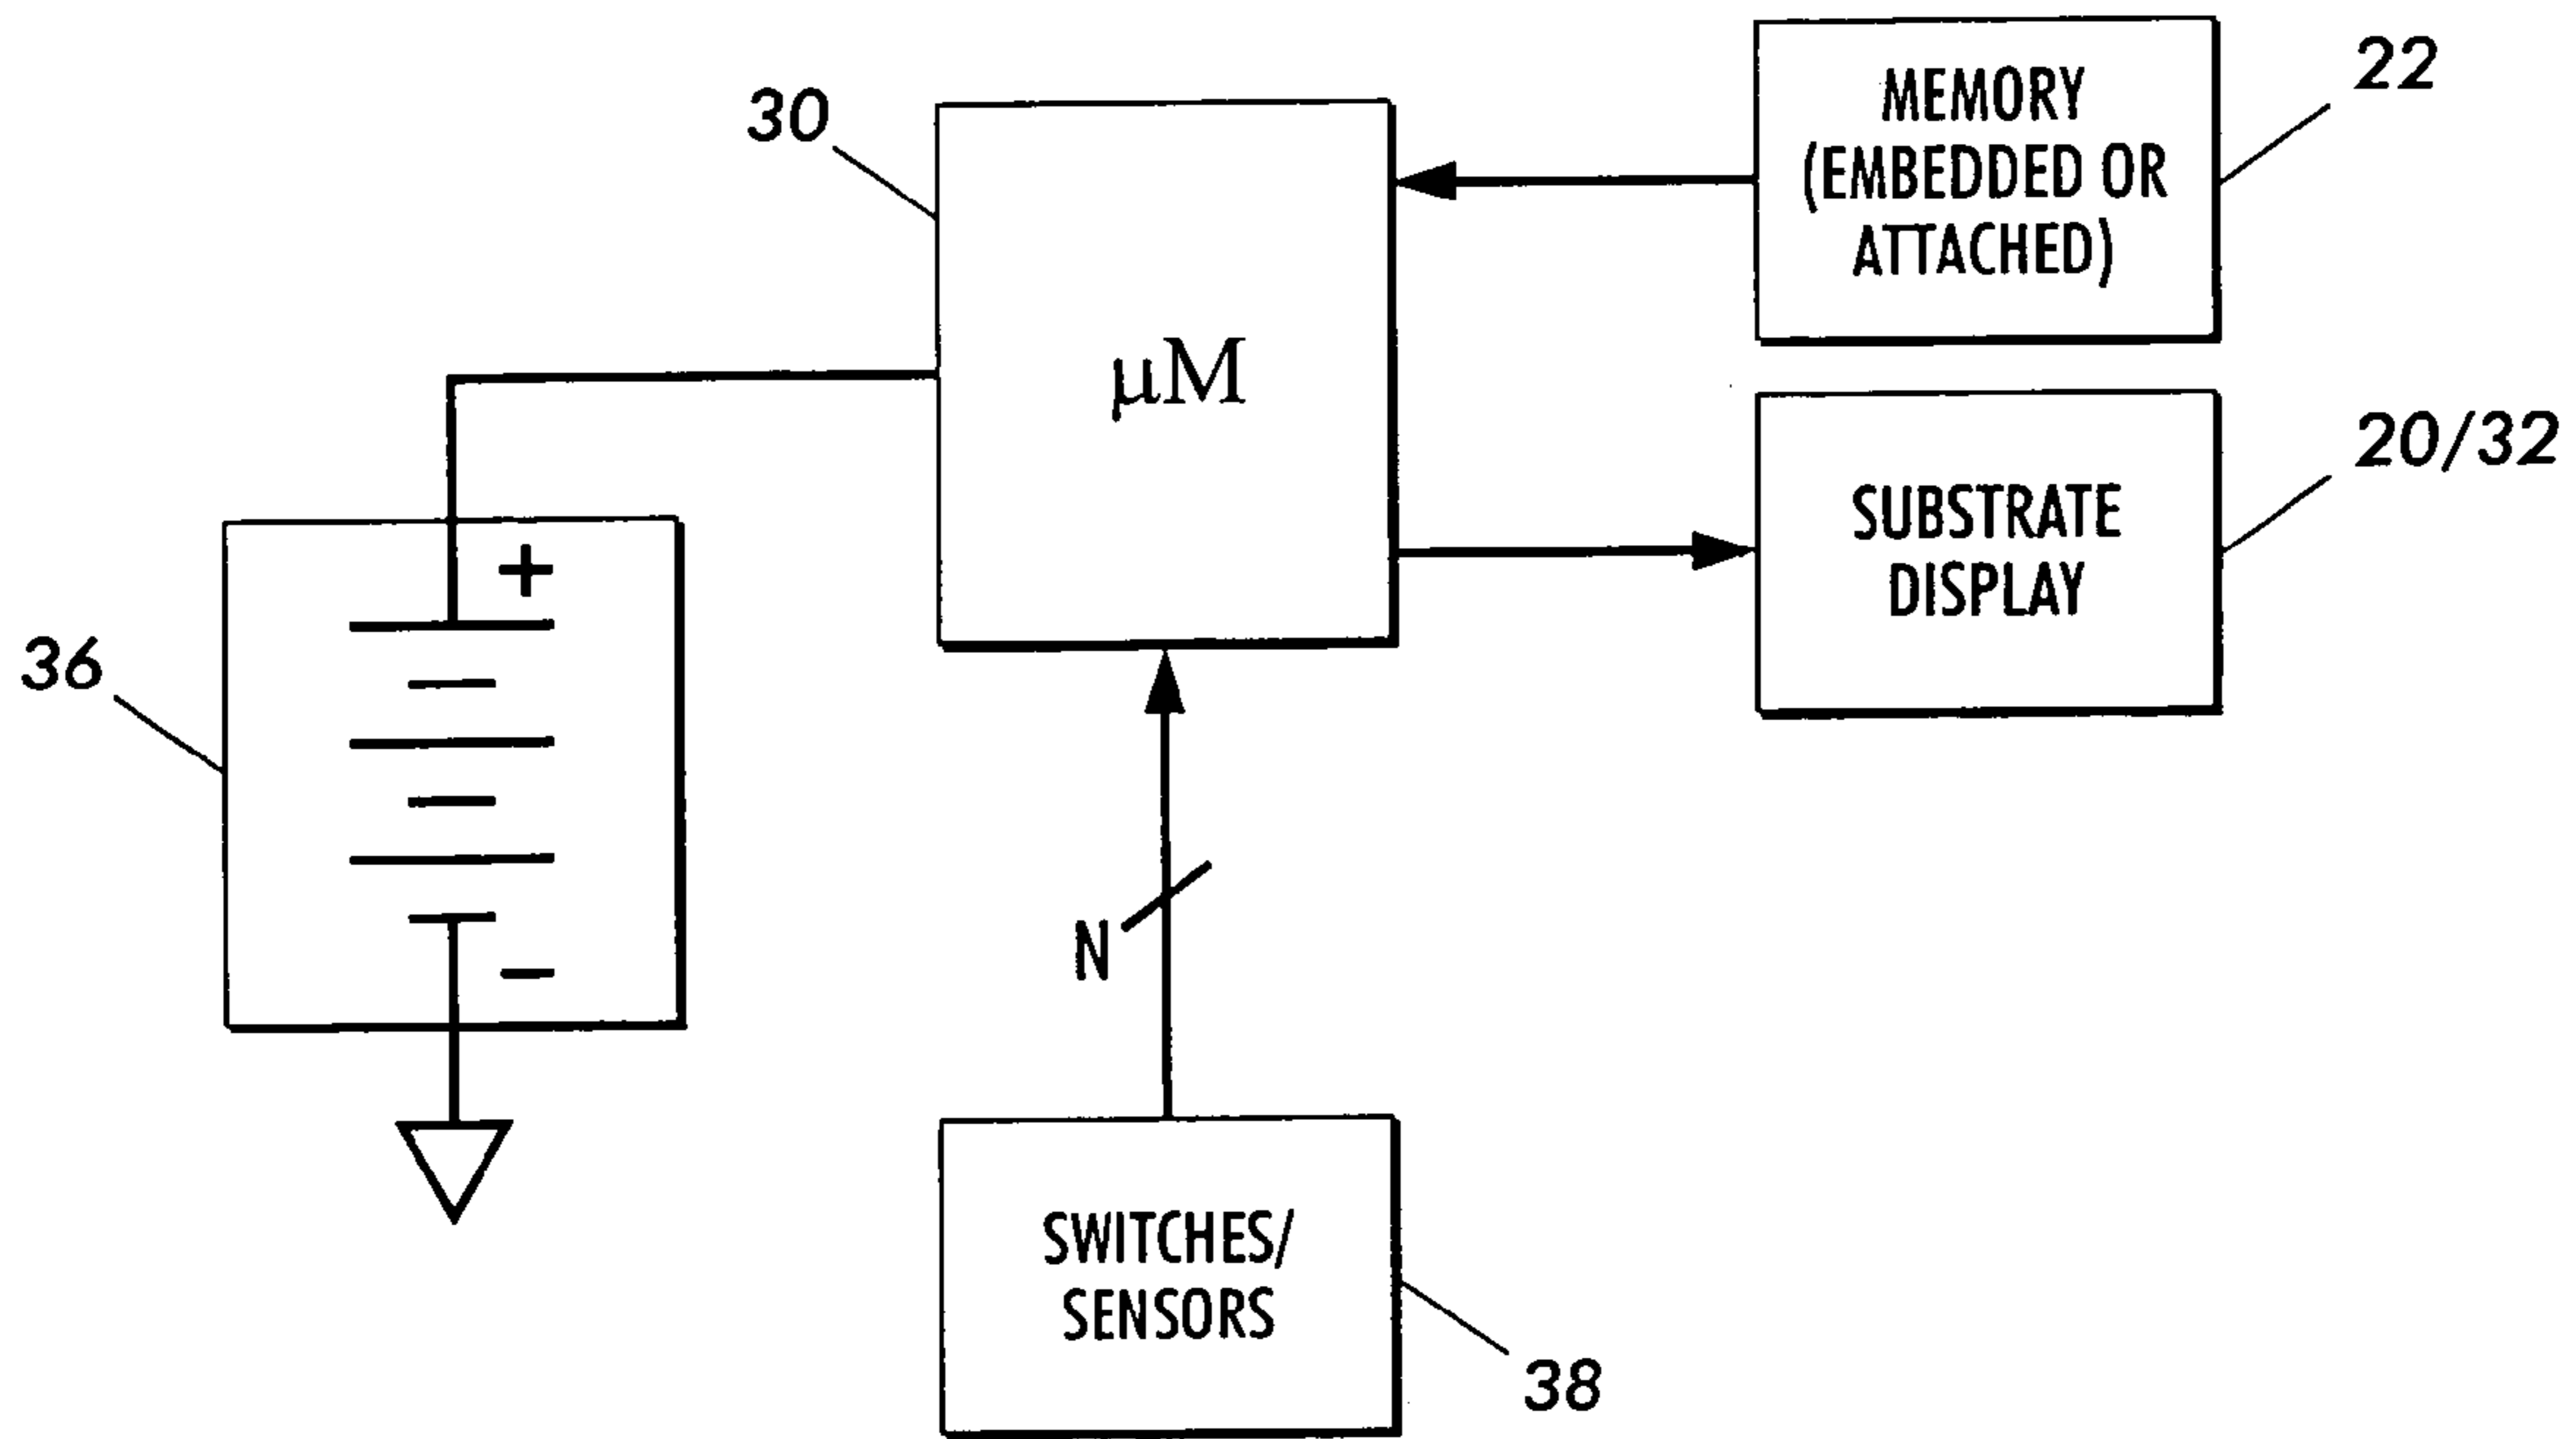 30
µM
MEMORY
(EMBEDDED OR
ATTACHED)
22
SUBSTRATE
DISPLAY
20/32
36
+
−
N
SWITCHES/
SENSORS
38